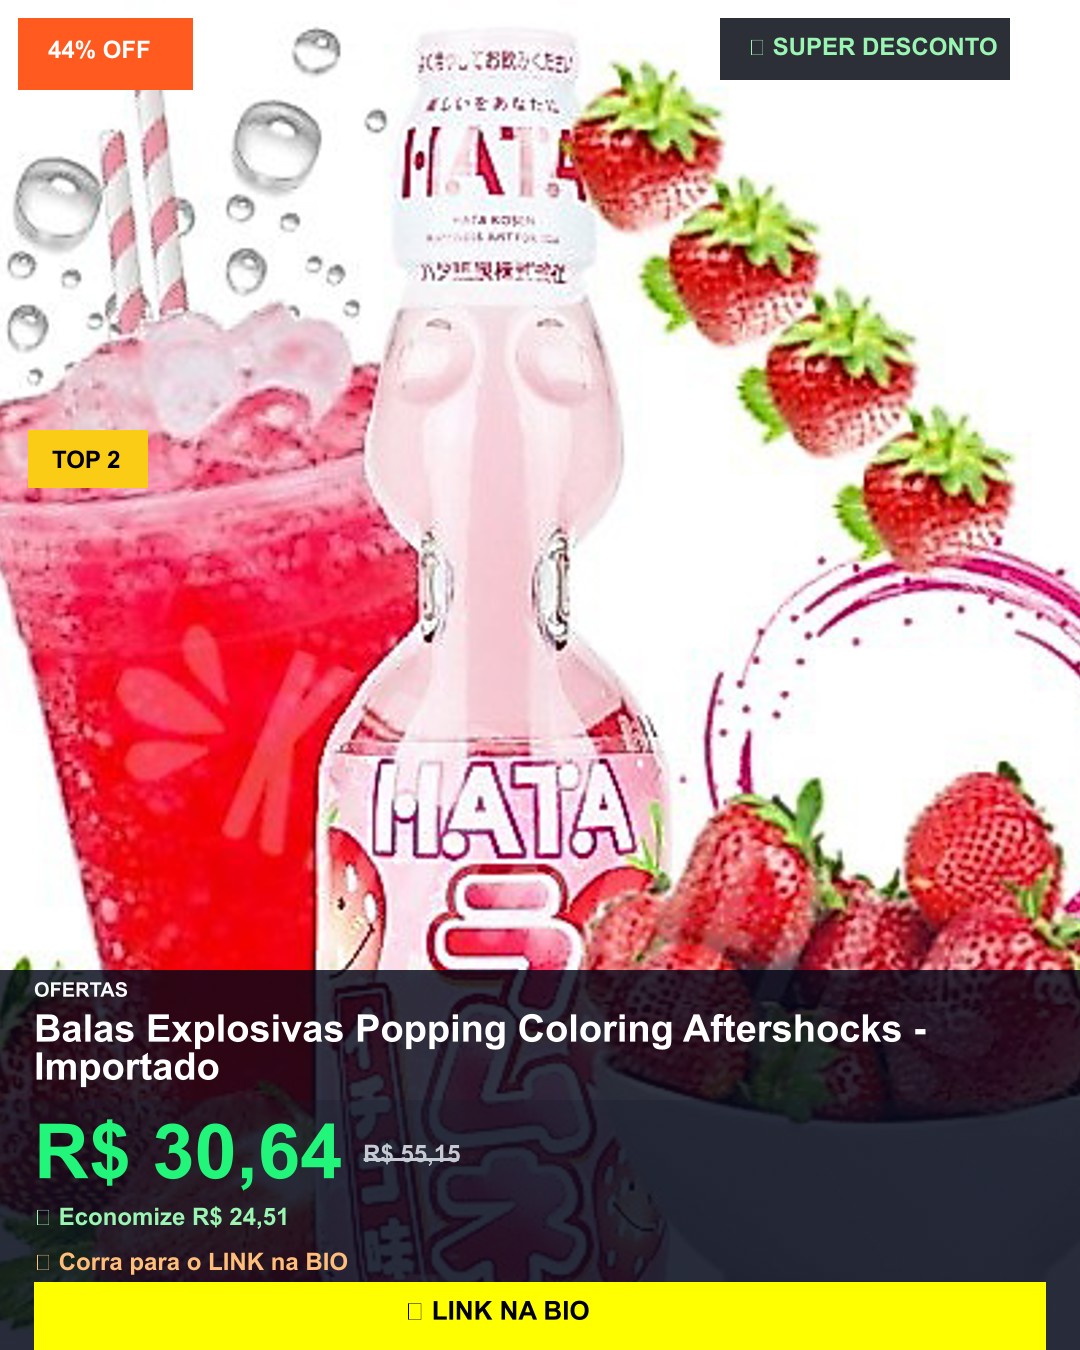 44% OFF
SUPER DESCONTO
HATA
TOP 2
HATA
ラ
OFERTAS
Balas Explosivas Popping Coloring Aftershocks -
Importado
R$ 30,64 R$ 55,15
Economize R$ 24,51
Corra para o LINK na BIO
LINK NA BIO